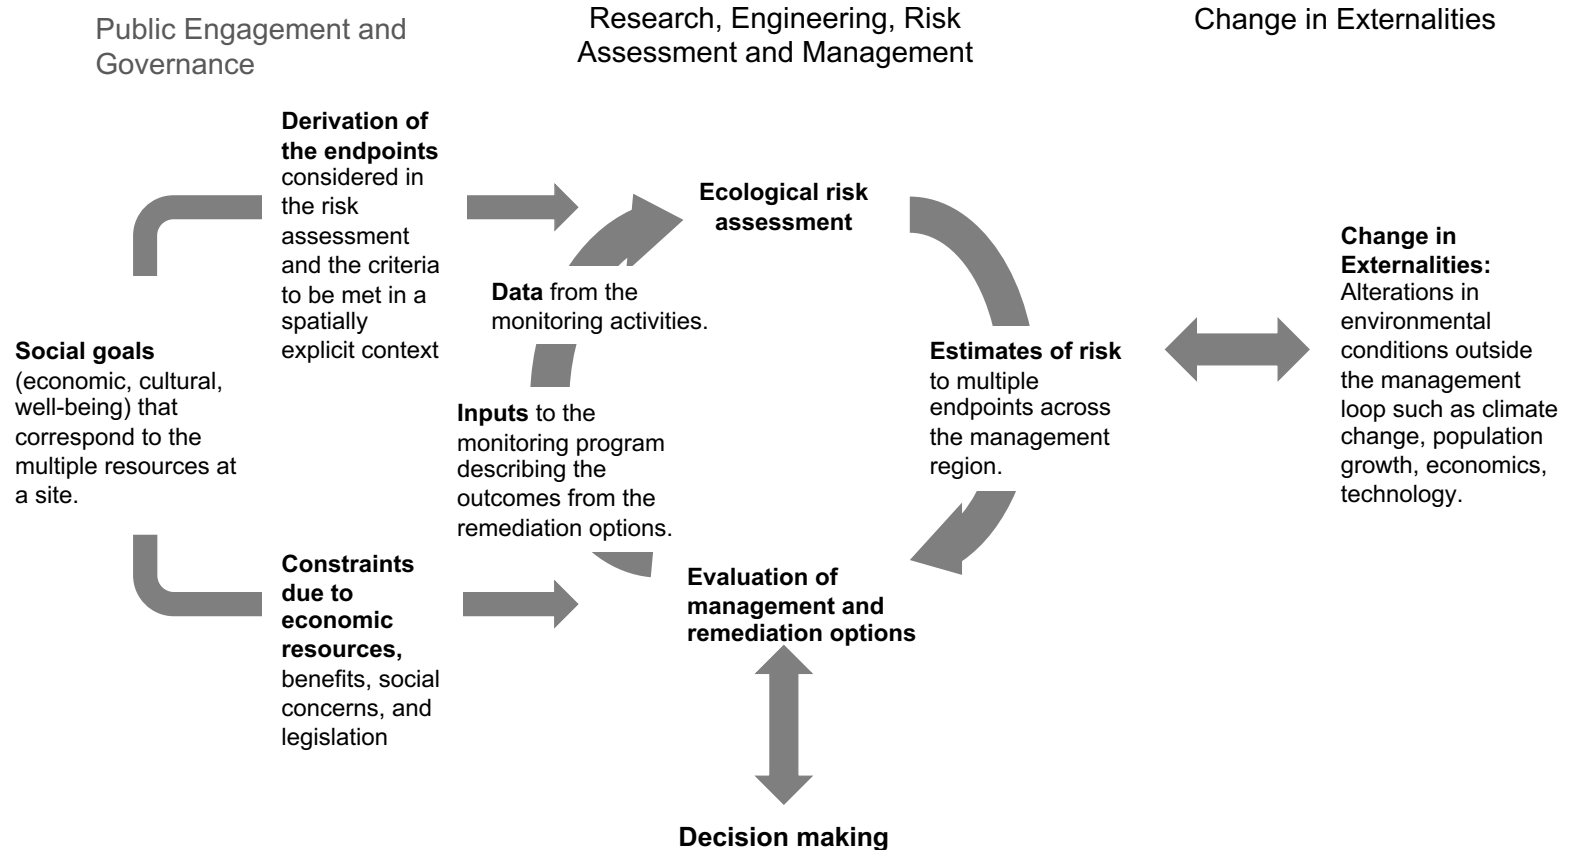 Public Engagement and
Governance
Research, Engineering, Risk
Assessment and Management
Change in Externalities
Social goals
(economic, cultural,
well-being) that
correspond to the
multiple resources at
a site.
Derivation of
the endpoints
considered in
the risk
assessment
and the criteria
to be met in a
spatially
explicit context
Constraints
due to
economic
resources,
benefits, social
concerns, and
legislation
Data from the
monitoring activities.
Inputs to the
monitoring program
describing the
outcomes from the
remediation options.
Ecological risk
assessment
Estimates of risk
to multiple
endpoints across
the management
region.
Evaluation of
management and
remediation options
Decision making
Change in
Externalities:
Alterations in
environmental
conditions outside
the management
loop such as climate
change, population
growth, economics,
technology.